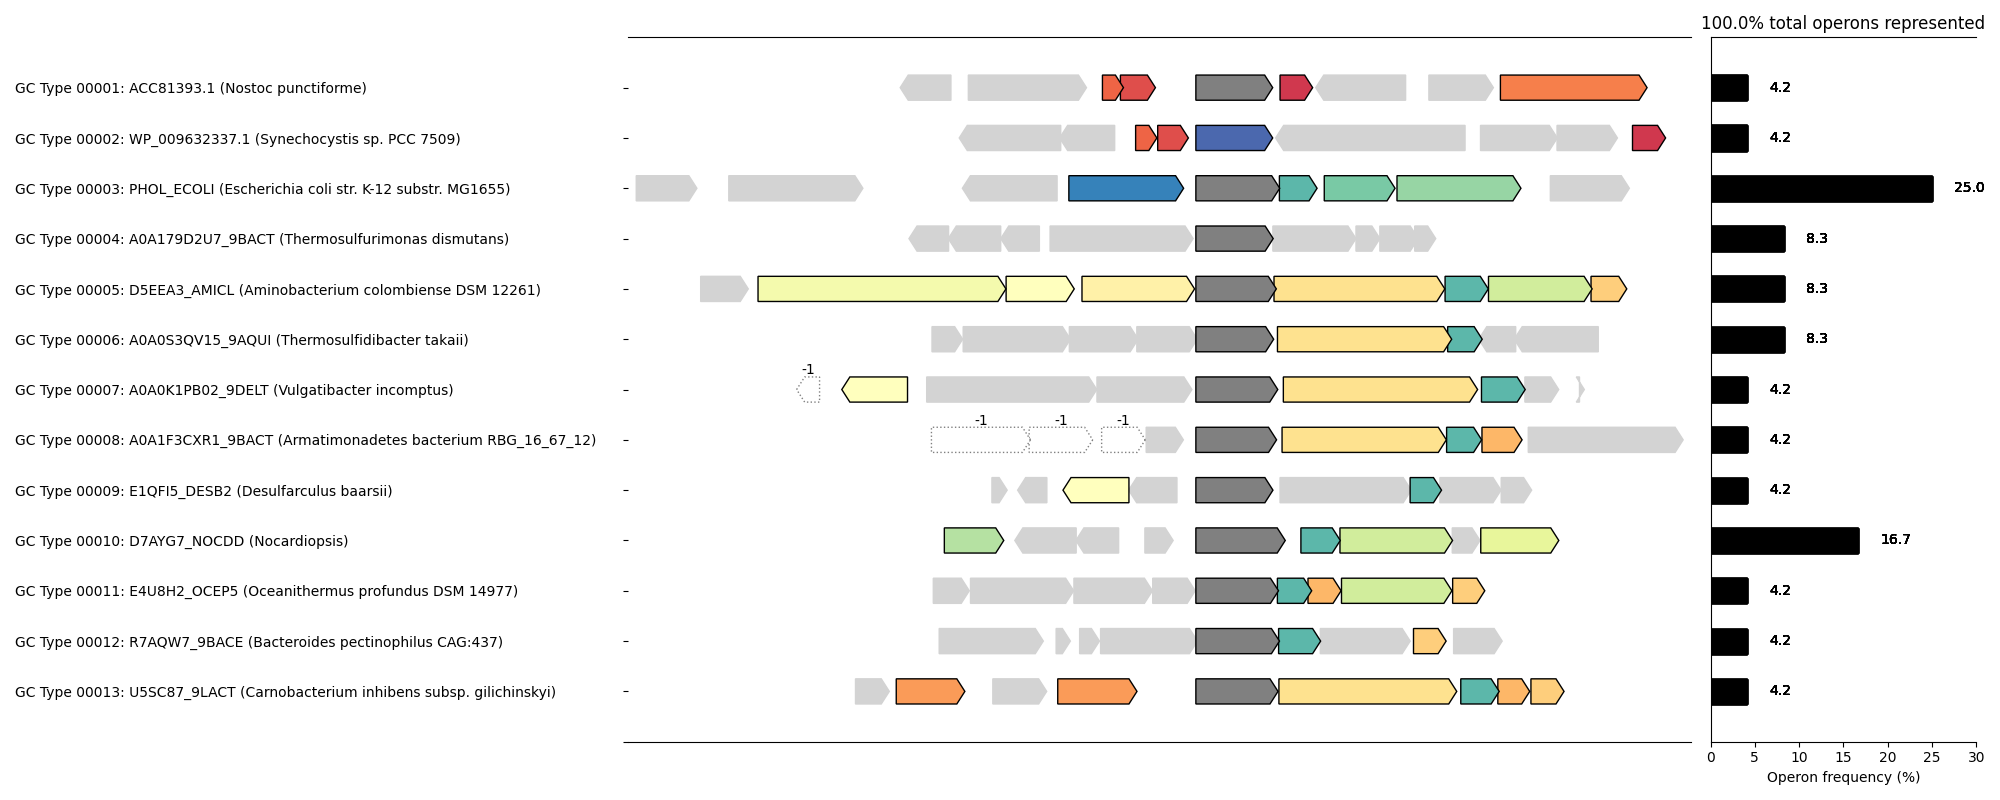 100.0% total operons represented
GC Type 00001: ACC81393.1 (Nostoc punctiforme)
4.2
GC Type 00002: WP_009632337.1 (Synechocystis sp. PCC 7509)
4.2
GC Type 00003: PHOL_ECOLI (Escherichia coli str. K-12 substr. MG1655)
25.0
GC Type 00004: A0A179D2U7_9BACT (Thermosulfurimonas dismutans)
8.3
GC Type 00005: D5EEA3_AMICL (Aminobacterium colombiense DSM 12261)
8.3
GC Type 00006: A0A0S3QV15_9AQUI (Thermosulfidibacter takaii)
8.3
-1
GC Type 00007: A0A0K1PB02_9DELT (Vulgatibacter incomptus)
4.2
-1 -1 -1
GC Type 00008: A0A1F3CXR1_9BACT (Armatimonadetes bacterium RBG_16_67_12)
4.2
GC Type 00009: E1QFI5_DESB2 (Desulfarculus baarsii)
4.2
GC Type 00010: D7AYG7_NOCDD (Nocardiopsis)
16.7
GC Type 00011: E4U8H2_OCEP5 (Oceanithermus profundus DSM 14977)
4.2
GC Type 00012: R7AQW7_9BACE (Bacteroides pectinophilus CAG:437)
4.2
GC Type 00013: U5SC87_9LACT (Carnobacterium inhibens subsp. gilichinskyi)
4.2
0 5 10 15 20 25 30
Operon frequency (%)